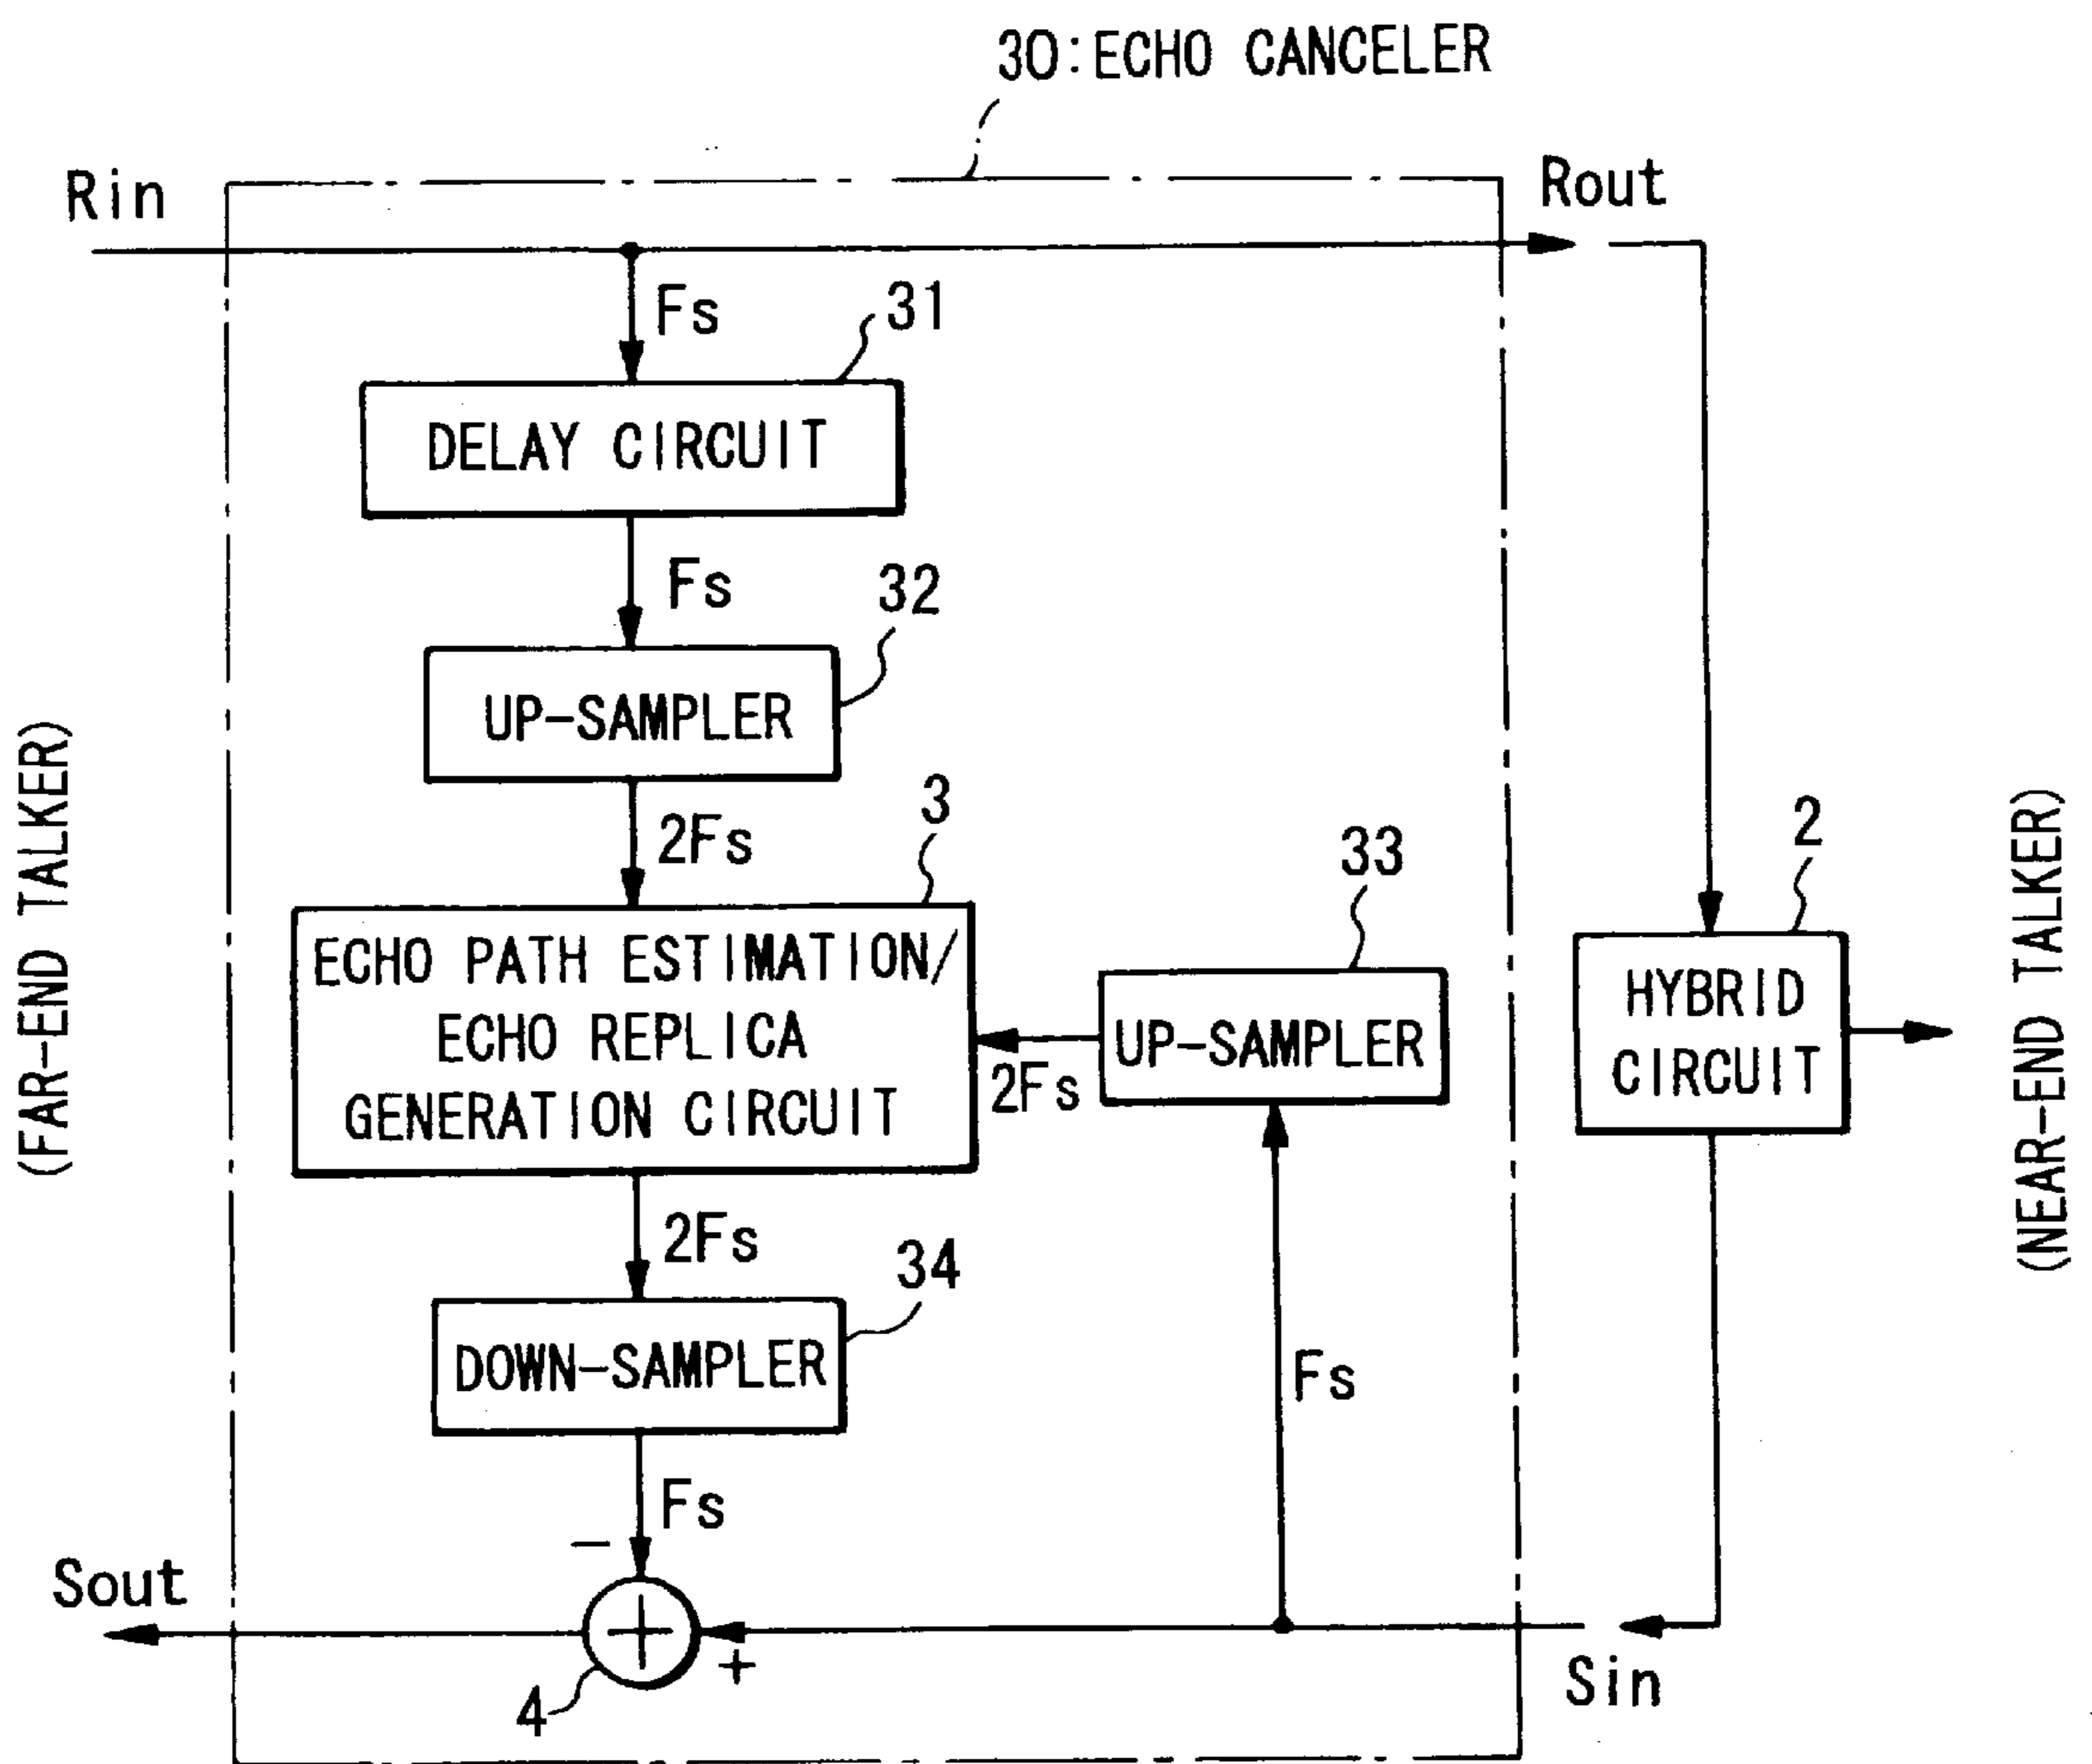 30:ECHO CANCELER
Rin
Rout
Fs
31
DELAY CIRCUIT
Fs
32
UP-SAMPLER
2Fs
3
33
2
ECHO PATH ESTIMATION/
ECHO REPLICA
GENERATION CIRCUIT
UP-SAMPLER
2Fs
HYBRID
CIRCUIT
(FAR-END TALKER)
(NEAR-END TALKER)
2Fs
34
DOWN-SAMPLER
Fs
Fs
-
Sout
+
+
4
Sin